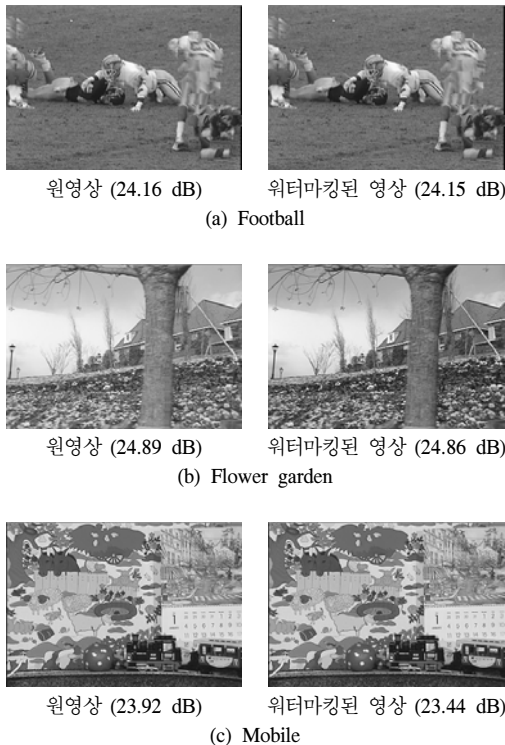 원영상 (24.16 dB) 워터마킹된 영상 (24.15 dB)
(a) Football
원영상 (24.89 dB) 워터마킹된 영상 (24.86 dB)
(b) Flower garden
원영상 (23.92 dB) 워터마킹된 영상 (23.44 dB)
(c) Mobile